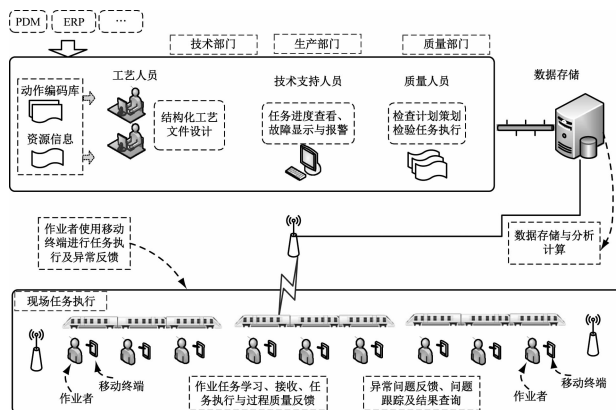 PDM
ERP
…
技术部门
生产部门
质量部门
动作编码库
资源信息
工艺人员
结构化工艺
文件设计
技术支持人员
任务进度查看、
故障显示与报警
质量人员
检查计划策划
检验任务执行
数据存储
数据存储与分析
计算
作业者使用移动
终端进行任务执
行及异常反馈
现场任务执行
作业者
移动终端
作业任务学习、接收、任
务执行与过程质量反馈
异常问题反馈、问题
跟踪及结果查询
作业者
移动终端